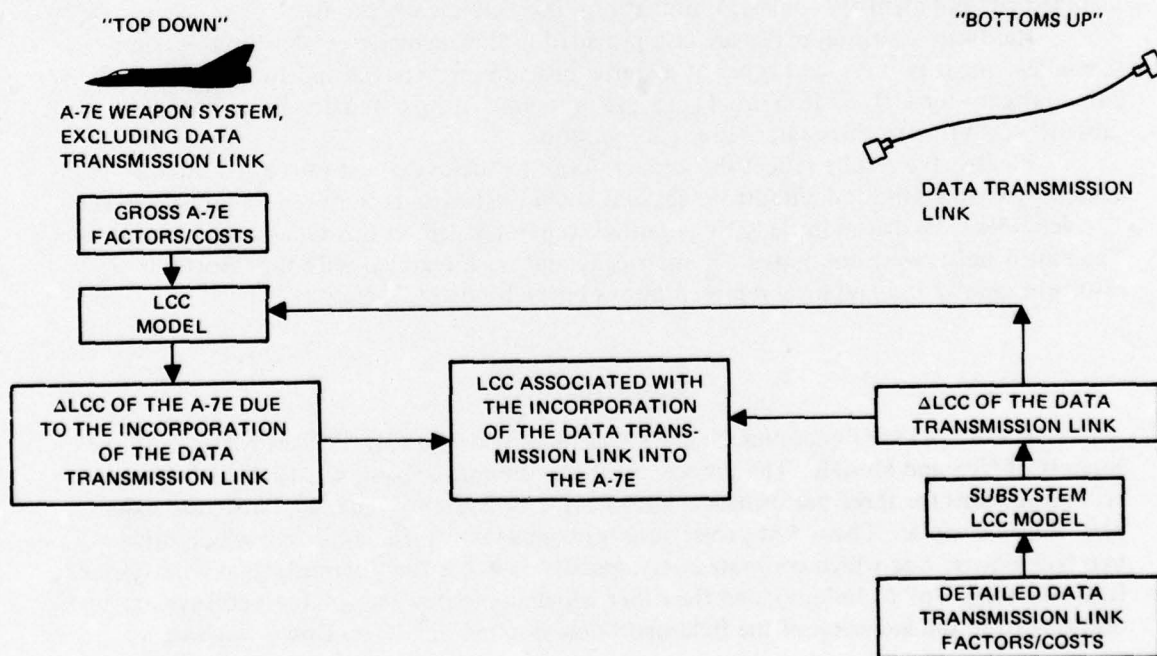 "TOP DOWN"
A-7E WEAPON SYSTEM,
EXCLUDING DATA
TRANSMISSION LINK
GROSS A-7E
FACTORS/COSTS
LCC
MODEL
ΔLCC OF THE A-7E DUE
TO THE INCORPORATION
OF THE DATA
TRANSMISSION LINK
LCC ASSOCIATED WITH
THE INCORPORATION
OF THE DATA TRANS-
MISSION LINK INTO
THE A-7E
"BOTTOMS UP"
DATA TRANSMISSION
LINK
ΔLCC OF THE DATA
TRANSMISSION LINK
SUBSYSTEM
LCC MODEL
DETAILED DATA
TRANSMISSION LINK
FACTORS/COSTS